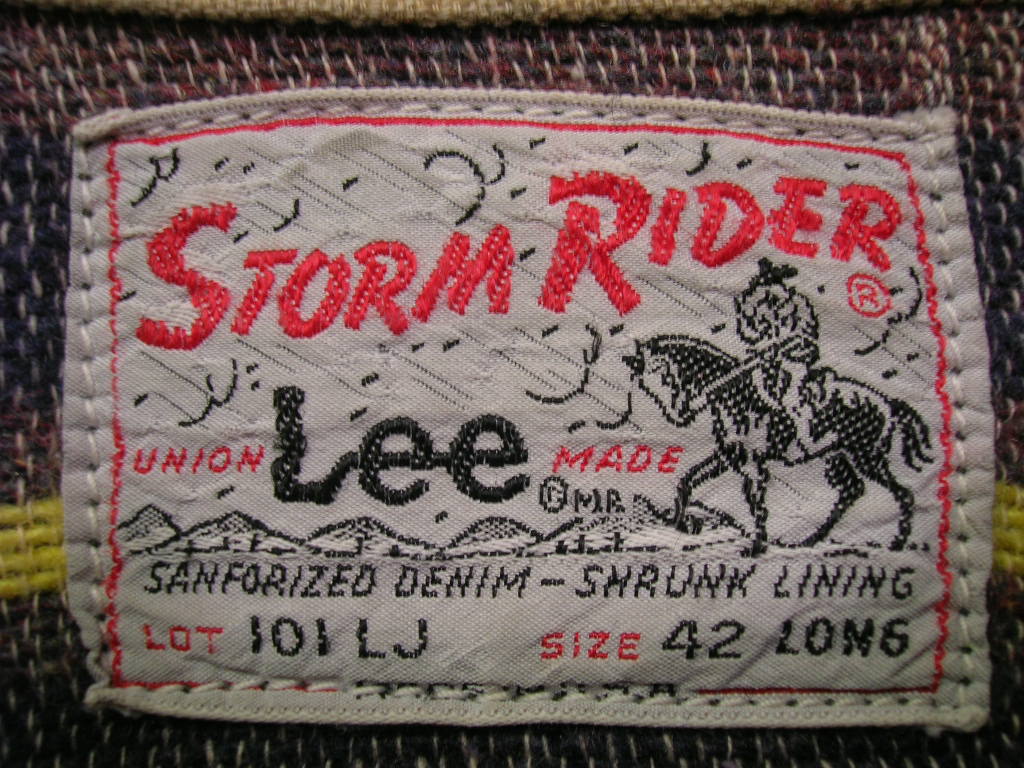 STORM RIDER ®
UNION Lee MADE
© M.R.
SANFORIZED DENIM - SHRUNK LINING
LOT 101 LJ SIZE 42 LONG